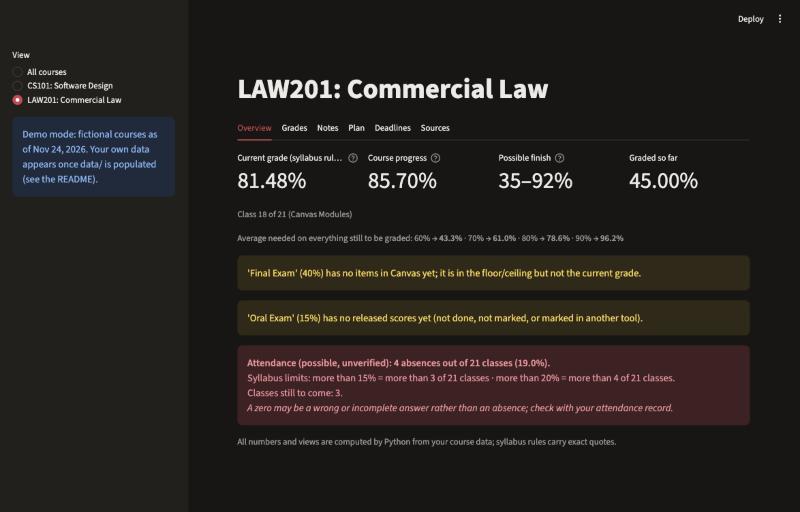 Deploy
View
All courses
CS101: Software Design
LAW201: Commercial Law
Demo mode: fictional courses as
of Nov 24, 2026. Your own data
appears once data/ is populated
(see the README).
LAW201: Commercial Law
Overview Grades Notes Plan Deadlines Sources
Current grade (syllabus rul... Course progress Possible finish Graded so far
81.48% 85.70% 35–92% 45.00%
Class 18 of 21 (Canvas Modules)
Average needed on everything still to be graded: 60% → 43.3% · 70% → 61.0% · 80% → 78.6% · 90% → 96.2%
'Final Exam' (40%) has no items in Canvas yet; it is in the floor/ceiling but not the current grade.
'Oral Exam' (15%) has no released scores yet (not done, not marked, or marked in another tool).
Attendance (possible, unverified): 4 absences out of 21 classes (19.0%).
Syllabus limits: more than 15% = more than 3 of 21 classes · more than 20% = more than 4 of 21 classes.
Classes still to come: 3.
A zero may be a wrong or incomplete answer rather than an absence; check with your attendance record.
All numbers and views are computed by Python from your course data; syllabus rules carry exact quotes.